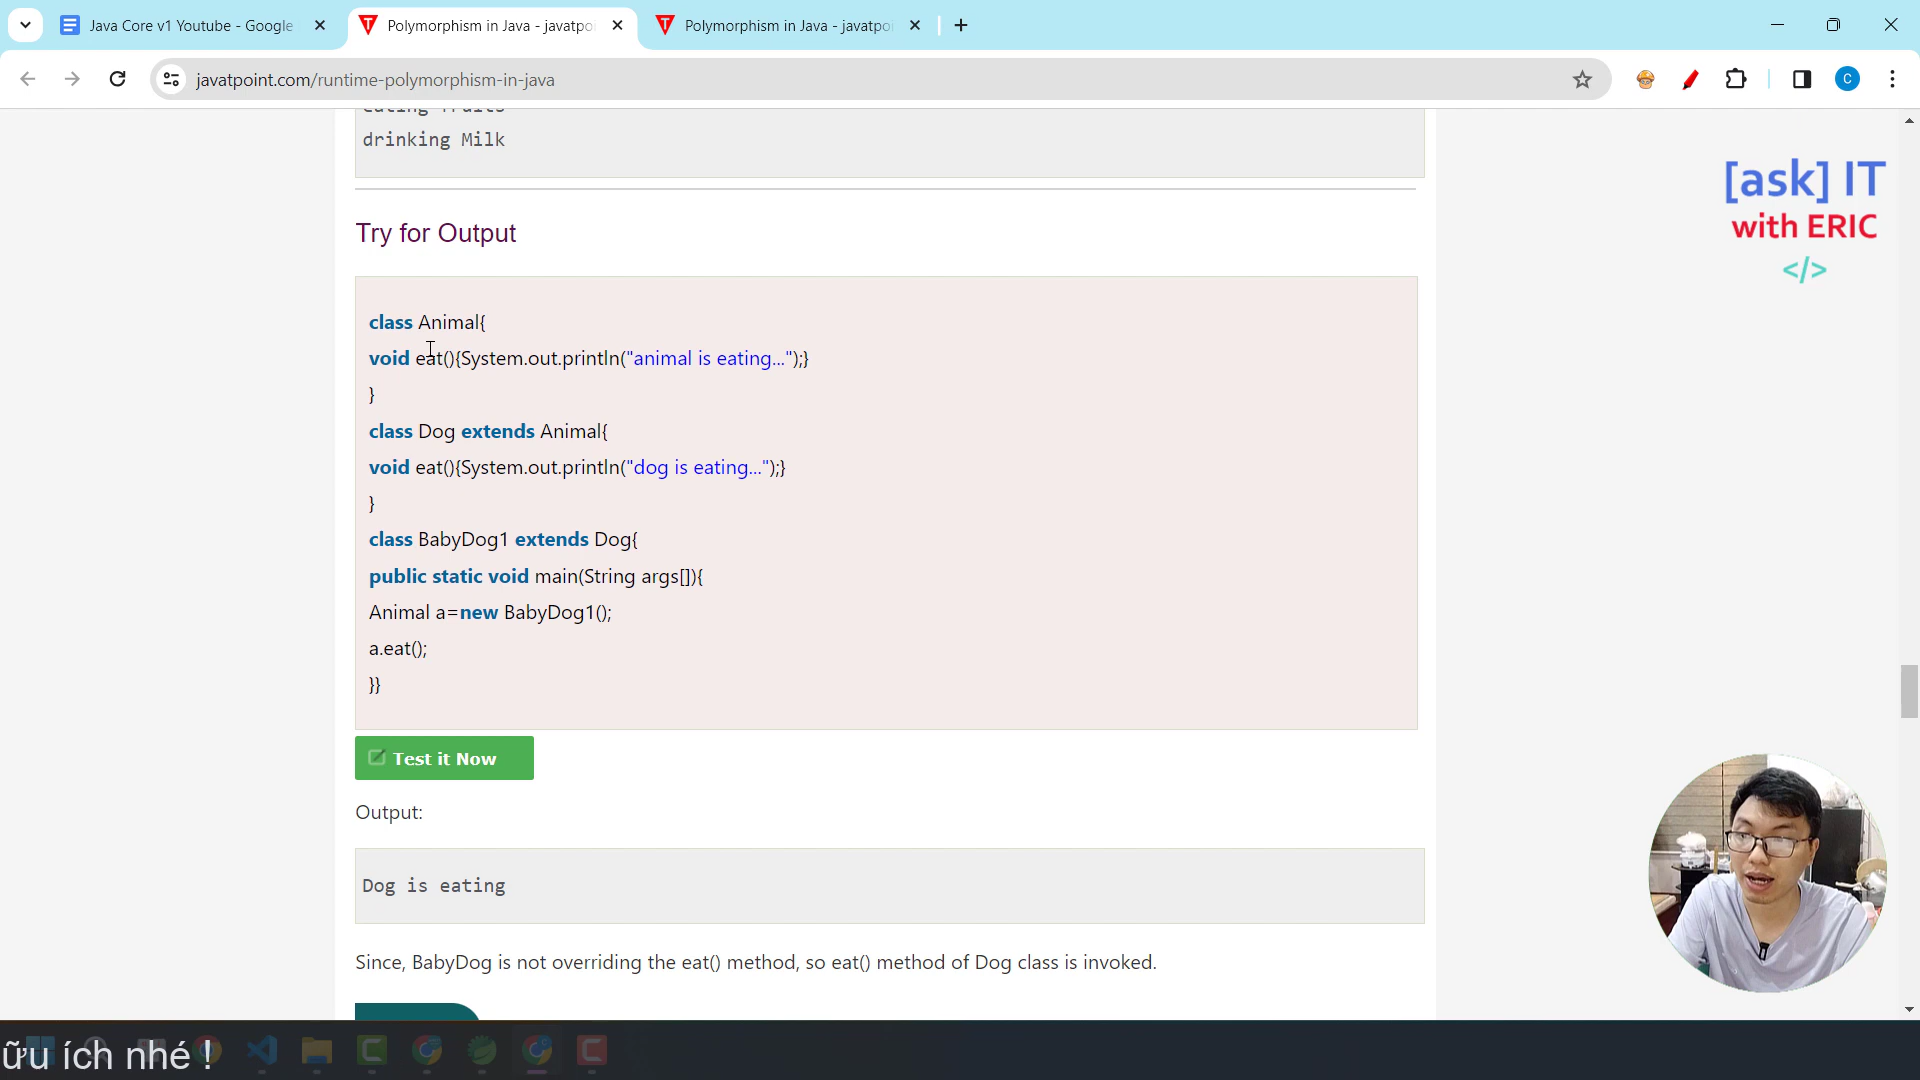 Java Core v1 Youtube - Google
Polymorphism in Java - javatpo
Polymorphism in Java - javatpoi
javatpoint.com/runtime-polymorphism-in-java
C
eating fruits
drinking Milk
[ask] IT
with ERIC
</>
Try for Output
class Animal{
void eat(){System.out.println("animal is eating...");}
}
class Dog extends Animal{
void eat(){System.out.println("dog is eating...");}
}
class BabyDog1 extends Dog{
public static void main(String args[]){
Animal a=new BabyDog1();
a.eat();
}}
Test it Now
Output:
Dog is eating
Since, BabyDog is not overriding the eat() method, so eat() method of Dog class is invoked.
ữu ích nhé !